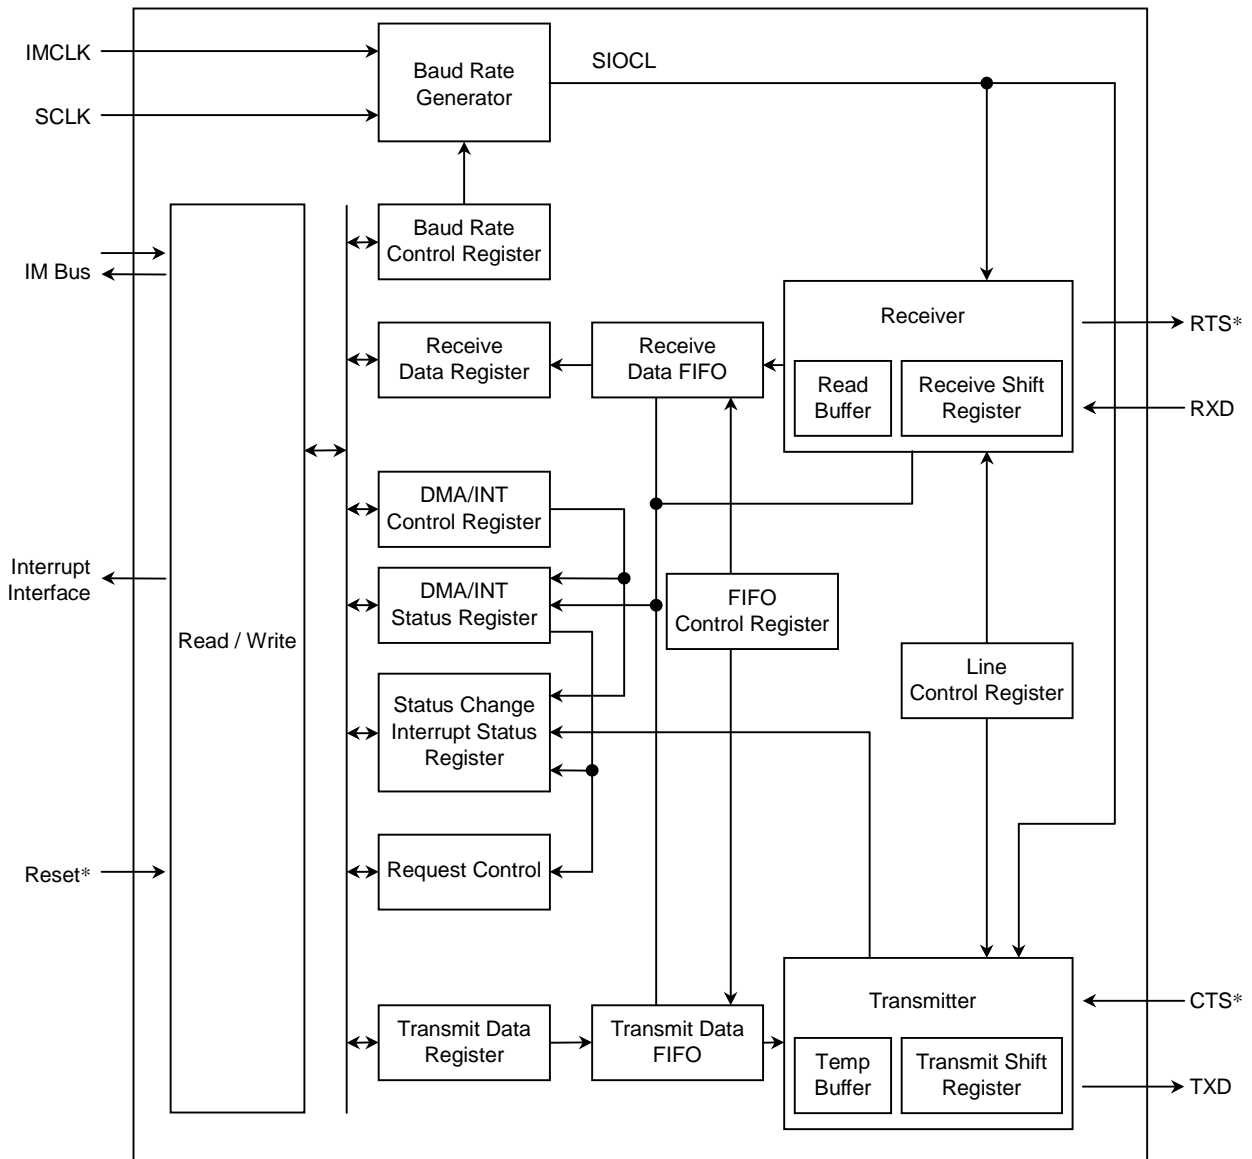 IMCLK
SCLK
Baud Rate
Generator
SIOCL
Baud Rate
Control Register
IM Bus
Receiver
RTS*
Receive
Data Register
Receive
Data FIFO
Read
Buffer
Receive Shift
Register
RXD
DMA/INT
Control Register
Interrupt
Interface
DMA/INT
Status Register
FIFO
Control Register
Read / Write
Line
Control Register
Status Change
Interrupt Status
Register
Reset*
Request Control
Transmitter
CTS*
Transmit Data
Register
Transmit Data
FIFO
Temp
Buffer
Transmit Shift
Register
TXD